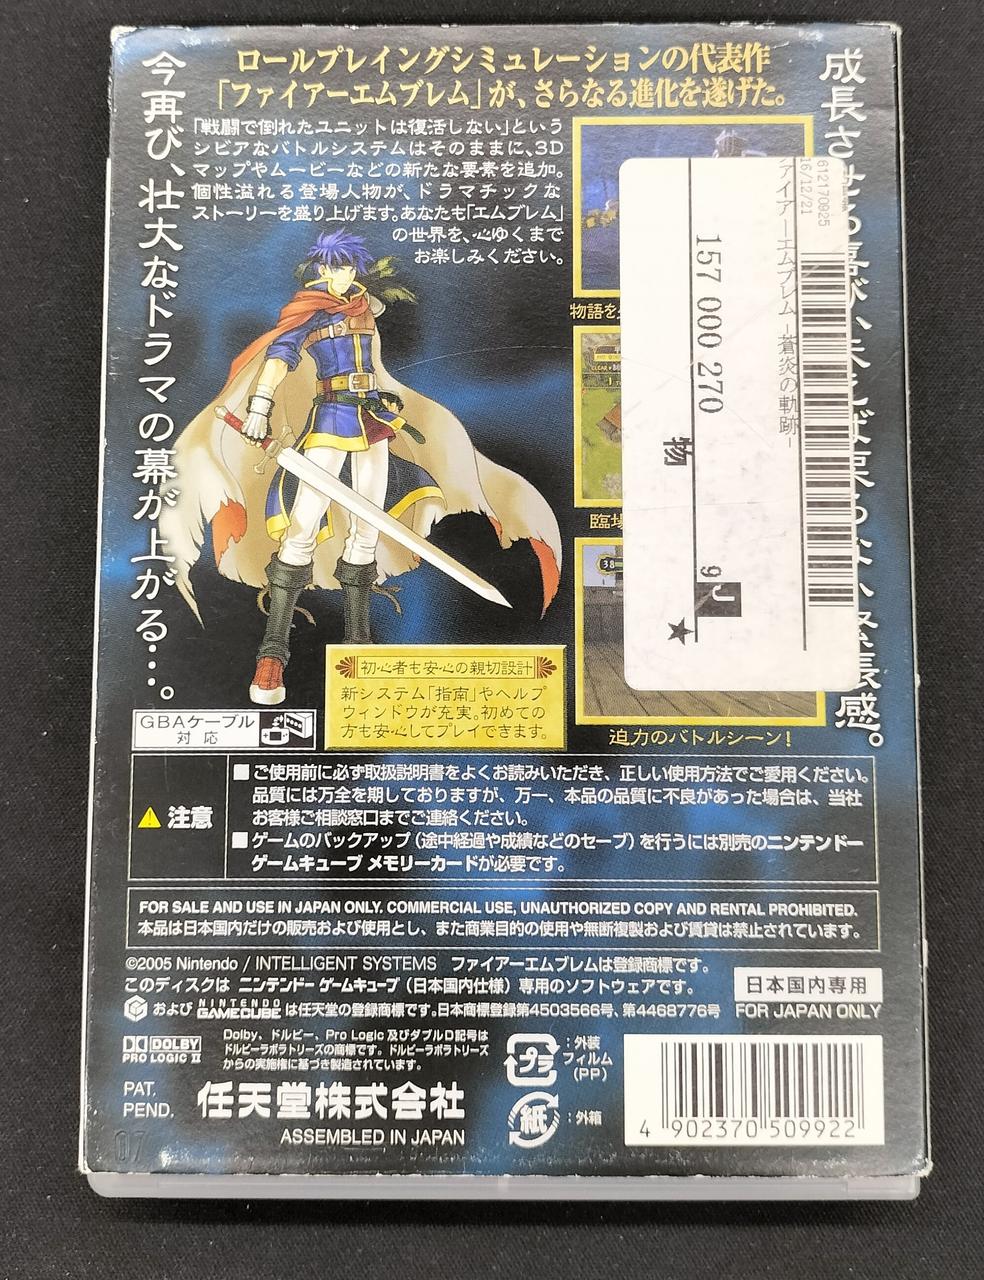 ロールプレイングシミュレーションの代表作
「ファイアーエムブレム」が、さらなる進化を遂げた。
今再び、壮大なドラマの幕が上がる…。
「戦闘で倒れたユニットは復活しない」という
シビアなバトルシステムはそのままに、3D
マップやムービーなどの新たな要素を追加。
個性溢れる登場人物が、ドラマチックな
ストーリーを盛り上げます。あなたも「エムブレム」
の世界を、心ゆくまで
お楽しみください。
成長さ
感。
物語を
臨場
38
迫力のバトルシーン!
612170925
16/12/21
ファイアーエムブレム -蒼炎の軌跡-
157 000 270
物
9 J
★
初心者も安心の親切設計
新システム「指南」やヘルプ
ウィンドウが充実。初めての
方も安心してプレイできます。
GBAケーブル
対応
注意
■ご使用前に必ず取扱説明書をよくお読みいただき、正しい使用方法でご愛用ください。
品質には万全を期しておりますが、万一、本品の品質に不良があった場合は、当社
お客様ご相談窓口までご連絡ください。
■ゲームのバックアップ(途中経過や成績などのセーブ)を行うには別売のニンテンドー
ゲームキューブ メモリーカードが必要です。
FOR SALE AND USE IN JAPAN ONLY. COMMERCIAL USE, UNAUTHORIZED COPY AND RENTAL PROHIBITED.
本品は日本国内だけの販売および使用とし、また商業目的の使用や無断複製および賃貸は禁止されています。
©2005 Nintendo / INTELLIGENT SYSTEMS ファイアーエムブレムは登録商標です。
このディスクは ニンテンドー ゲームキューブ(日本国内仕様)専用のソフトウェアです。
および NINTENDO GAMECUBE は任天堂の登録商標です。日本商標登録第4503566号、第4468776号
日本国内専用
FOR JAPAN ONLY
DOLBY
PRO LOGIC II
Dolby、ドルビー、Pro Logic 及びダブルD記号は
ドルビーラボラトリーズの商標です。ドルビーラボラトリーズ
からの実施権に基づき製造されています。
プラ
:外装
フィルム
(PP)
紙
:外箱
PAT.
PEND.
任天堂株式会社
ASSEMBLED IN JAPAN
07
4 902370 509922